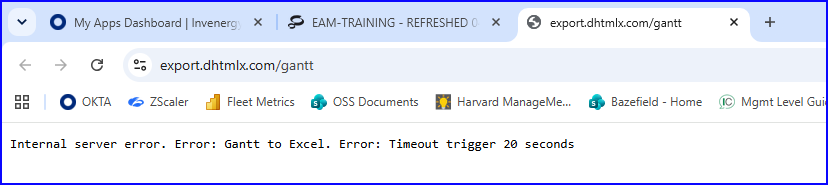 My Apps Dashboard | Invenergy
EAM-TRAINING - REFRESHED 0
export.dhtmlx.com/gantt
export.dhtmlx.com/gantt
OKTA
ZScaler
Fleet Metrics
OSS Documents
Harvard ManageMe...
Bazefield - Home
IC
Mgmt Level Guid
Internal server error. Error: Gantt to Excel. Error: Timeout trigger 20 seconds